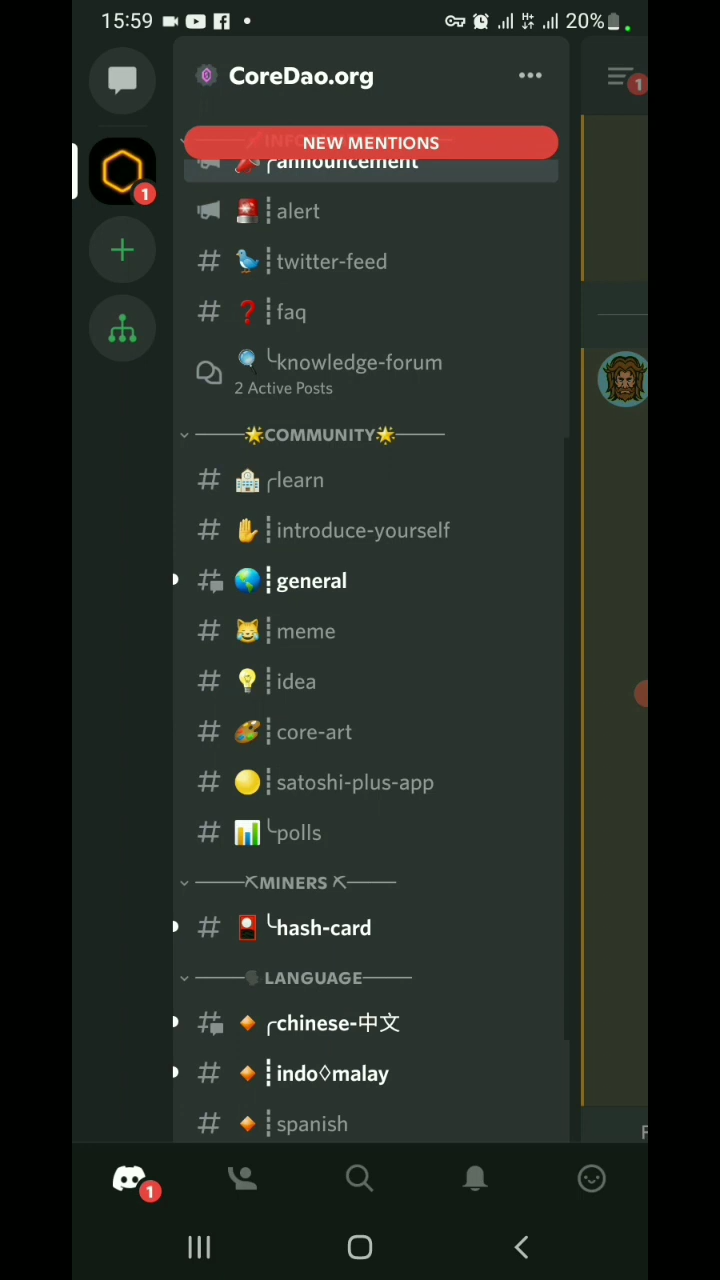 15:59
20%
CoreDao.org
NEW MENTIONS
announcement
alert
twitter-feed
faq
knowledge-forum
2 Active Posts
COMMUNITY
learn
introduce-yourself
general
meme
idea
core-art
satoshi-plus-app
polls
MINERS
hash-card
LANGUAGE
chinese-中文
indo◊malay
spanish
1
1
1